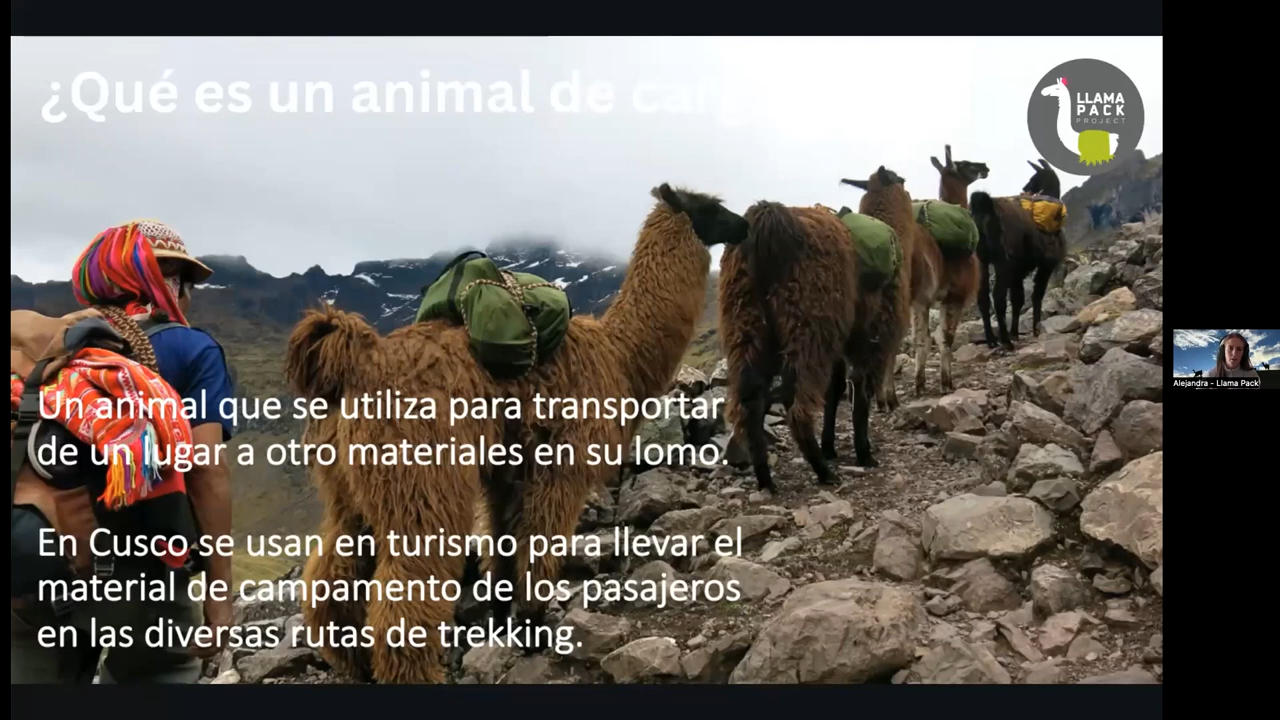 ¿Qué es un animal de carg
LLAMA
PACK
PROJECT
Un animal que se utiliza para transportar
de un lugar a otro materiales en su lomo.
En Cusco se usan en turismo para llevar el
material de campamento de los pasajeros
en las diversas rutas de trekking.
Alejandra - Llama Pack